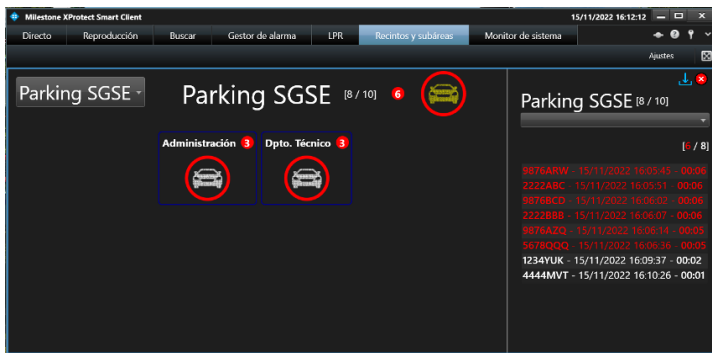 Milestone XProtect Smart Client
15/11/2022 16:12:12
Directo Reproducción Buscar Gestor de alarma LPR Recintos y subáreas Monitor de sistema
Ajustes
Parking SGSE
Parking SGSE [8 / 10] 6
Administración 3
Dpto. Técnico 3
Parking SGSE [8 / 10]
[6 / 8]
9876ARW - 15/11/2022 16:05:45 - 00:06
2222ABC - 15/11/2022 16:05:51 - 00:06
9876BCD - 15/11/2022 16:06:02 - 00:06
2222BBB - 15/11/2022 16:06:07 - 00:06
9876AZQ - 15/11/2022 16:06:14 - 00:05
5678QQQ - 15/11/2022 16:06:36 - 00:05
1234YUK - 15/11/2022 16:09:37 - 00:02
4444MVT - 15/11/2022 16:10:26 - 00:01